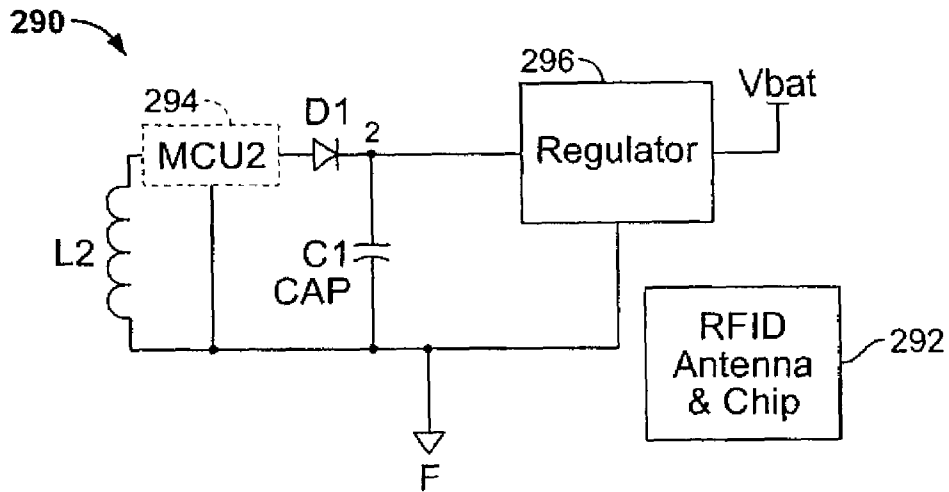 290
294
MCU2
D1
2
296
Regulator
Vbat
L2
C1
CAP
RFID
Antenna
& Chip
292
F